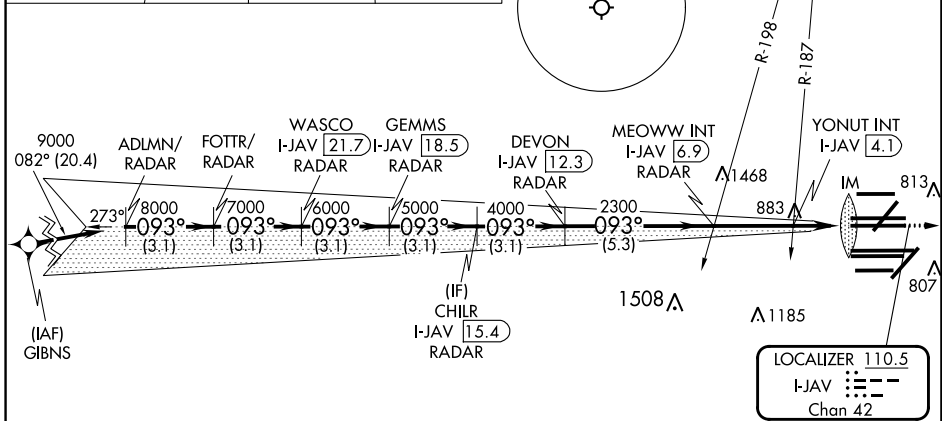 R-198
R-187
9000
082° (20.4)
ADLMN/
RADAR
FOTTR/
RADAR
WASCO
I-JAV 21.7
RADAR
GEMMS
I-JAV 18.5
RADAR
DEVON
I-JAV 12.3
RADAR
MEOWW INT
I-JAV 6.9
RADAR
YONUT INT
I-JAV 4.1
1468
883
IM
813
273°
8000
093°
(3.1)
7000
093°
(3.1)
6000
093°
(3.1)
5000
093°
(3.1)
4000
093°
(3.1)
2300
093°
(5.3)
(IAF)
GIBNS
(IF)
CHILR
I-JAV 15.4
RADAR
1508
1185
807
LOCALIZER 110.5
I-JAV
Chan 42